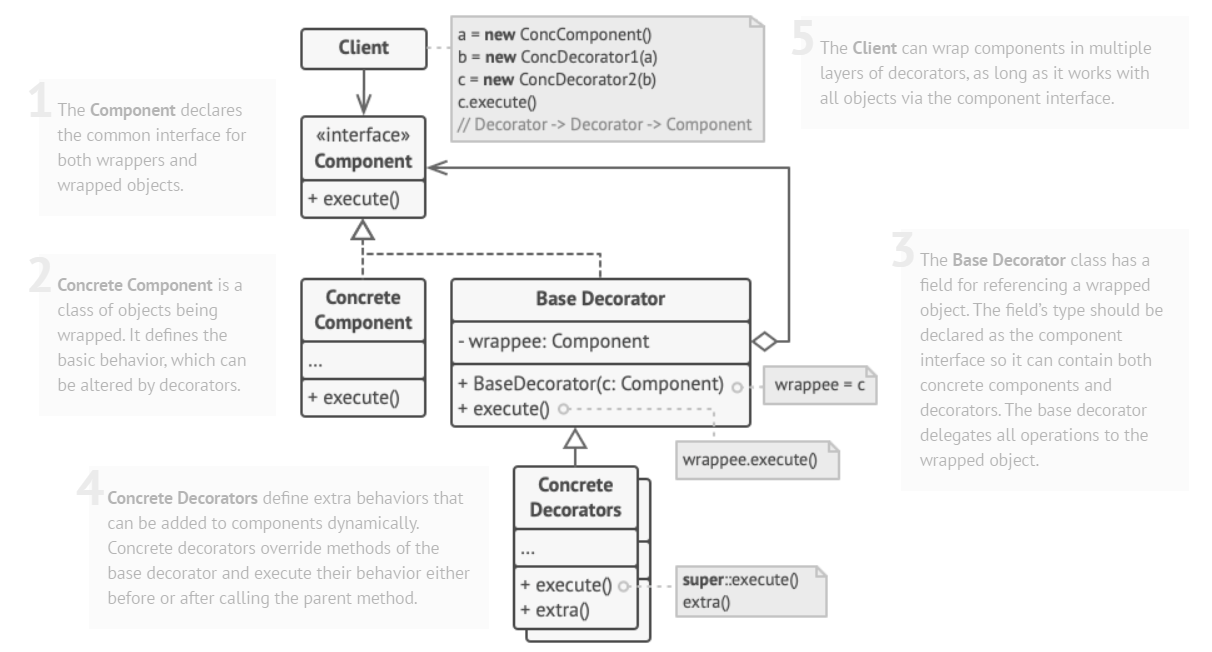 Client
a = new ConcComponent()
b = new ConcDecorator1(a)
c = new ConcDecorator2(b)
c.execute()
// Decorator -> Decorator -> Component
5
The Client can wrap components in multiple
layers of decorators, as long as it works with
all objects via the component interface.
1
The Component declares
the common interface for
both wrappers and
wrapped objects.
«interface»
Component
+ execute()
2
Concrete Component is a
class of objects being
wrapped. It defines the
basic behavior, which can
be altered by decorators.
Concrete
Component
...
+ execute()
Base Decorator
- wrappee: Component
+ BaseDecorator(c: Component)
+ execute()
wrappee = c
wrappee.execute()
3
The Base Decorator class has a
field for referencing a wrapped
object. The field's type should be
declared as the component
interface so it can contain both
concrete components and
decorators. The base decorator
delegates all operations to the
wrapped object.
4
Concrete Decorators define extra behaviors that
can be added to components dynamically.
Concrete decorators override methods of the
base decorator and execute their behavior either
before or after calling the parent method.
Concrete
Decorators
...
+ execute()
+ extra()
super::execute()
extra()